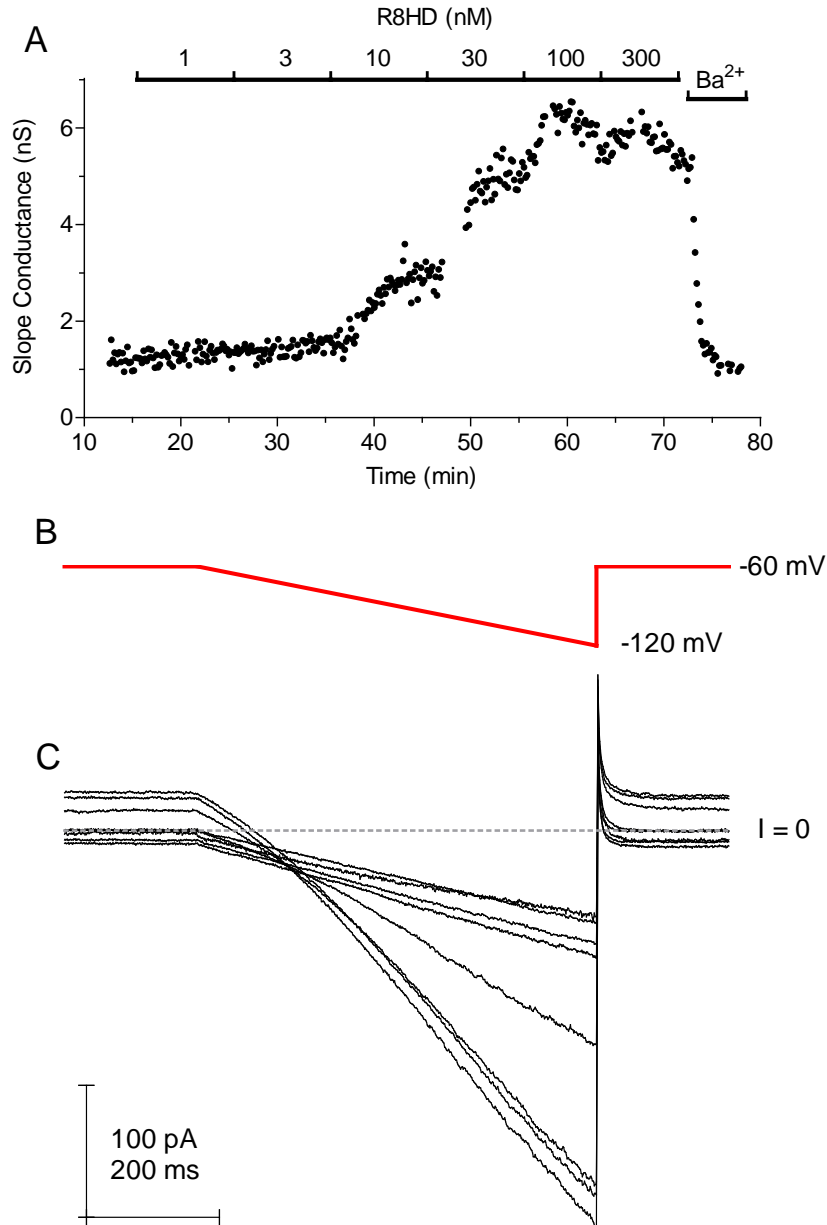 R8HD (nM)
A
1 3 10 30 100 300
Ba²⁺
6
4
2
0
Slope Conductance (nS)
10 20 30 40 50 60 70 80
Time (min)
B
-60 mV
-120 mV
C
I = 0
100 pA
200 ms